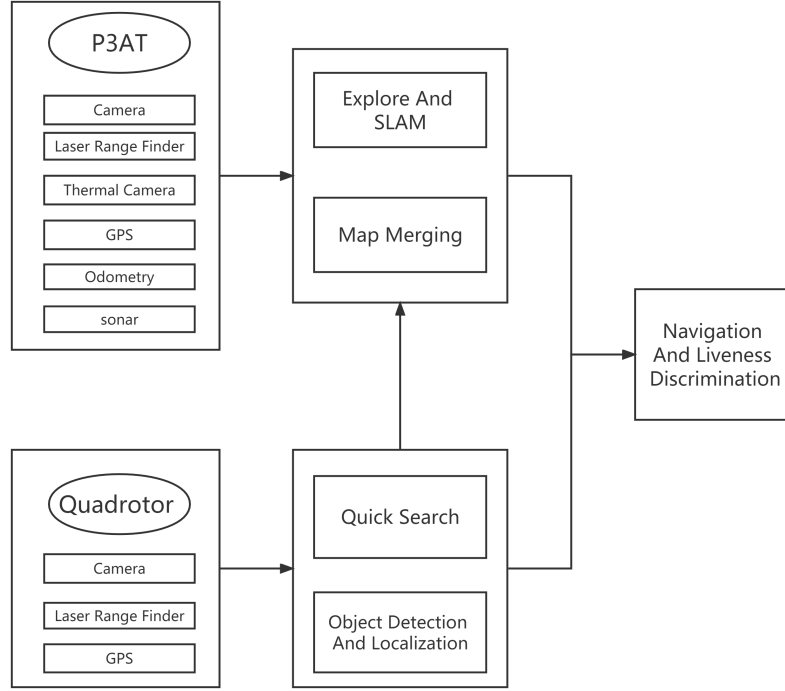 P3AT
Camera
Laser Range Finder
Thermal Camera
GPS
Odometry
sonar
Explore And
SLAM
Map Merging
Navigation
And Liveness
Discrimination
Quadrotor
Camera
Laser Range Finder
GPS
Quick Search
Object Detection
And Localization